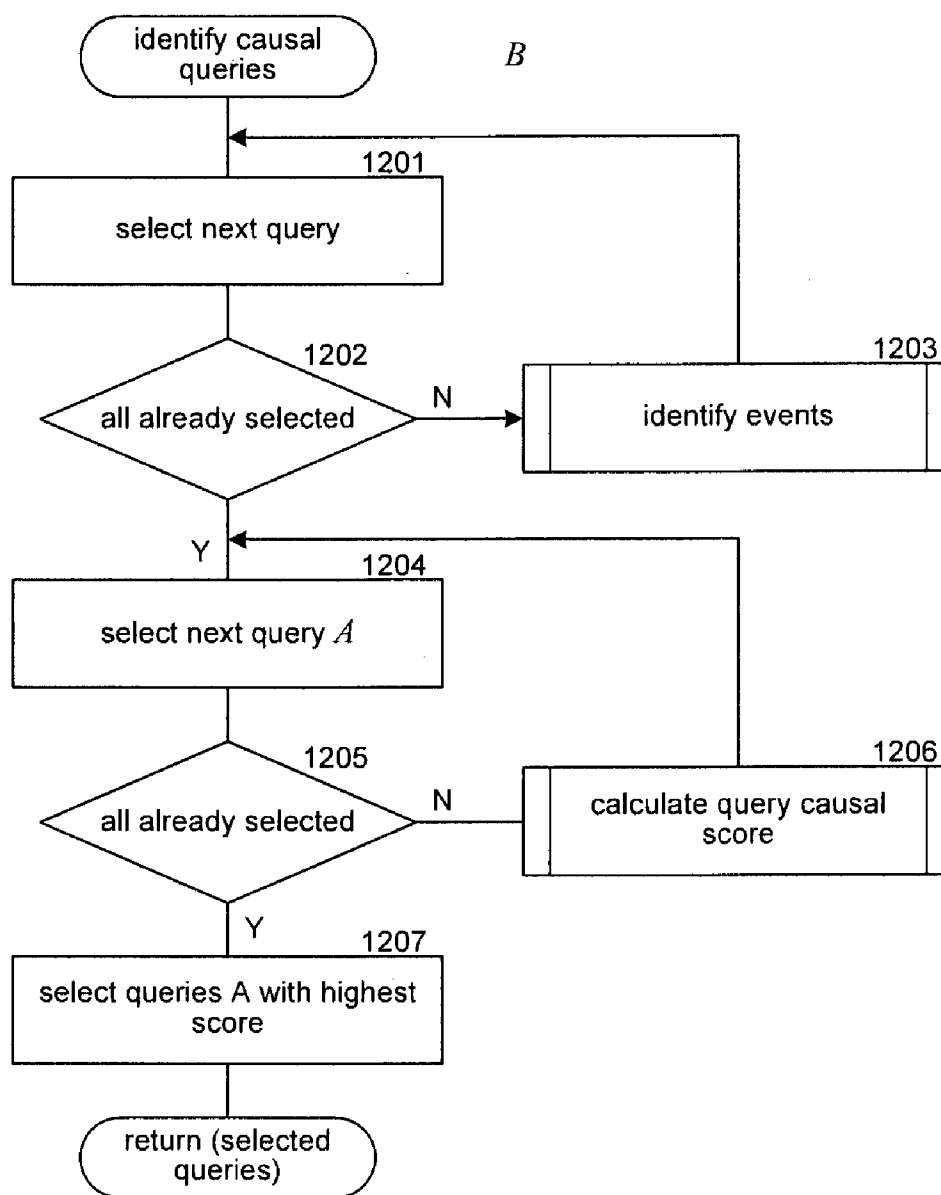 identify causal
queries
B
1201
select next query
1202
all already selected
N
1203
identify events
Y
1204
select next query A
1205
all already selected
N
1206
calculate query causal
score
Y
1207
select queries A with highest
score
return (selected
queries)